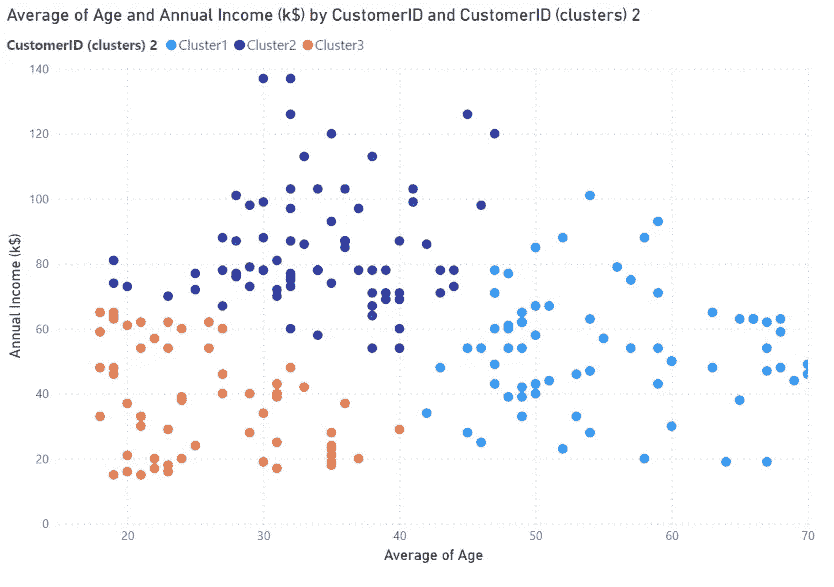 Average of Age and Annual Income (k$) by CustomerID and CustomerID (clusters) 2
CustomerID (clusters) 2 Cluster1 Cluster2 Cluster3
140
120
100
80
60
40
20
0
Annual Income (k$)
20 30 40 50 60 70
Average of Age